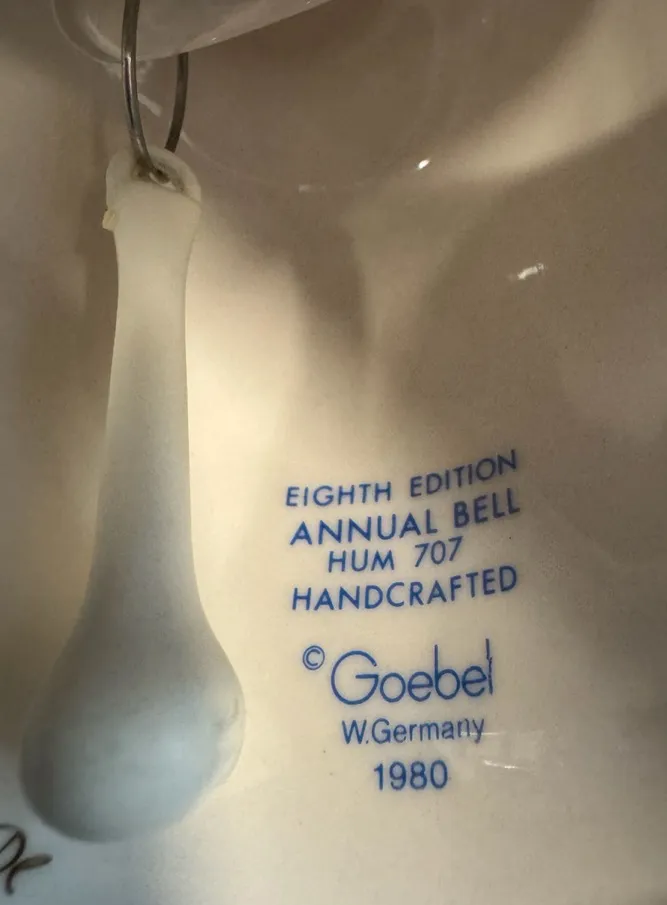 EIGHTH EDITION
ANNUAL BELL
HUM 707
HANDCRAFTED
© Goebel
W.Germany
1980